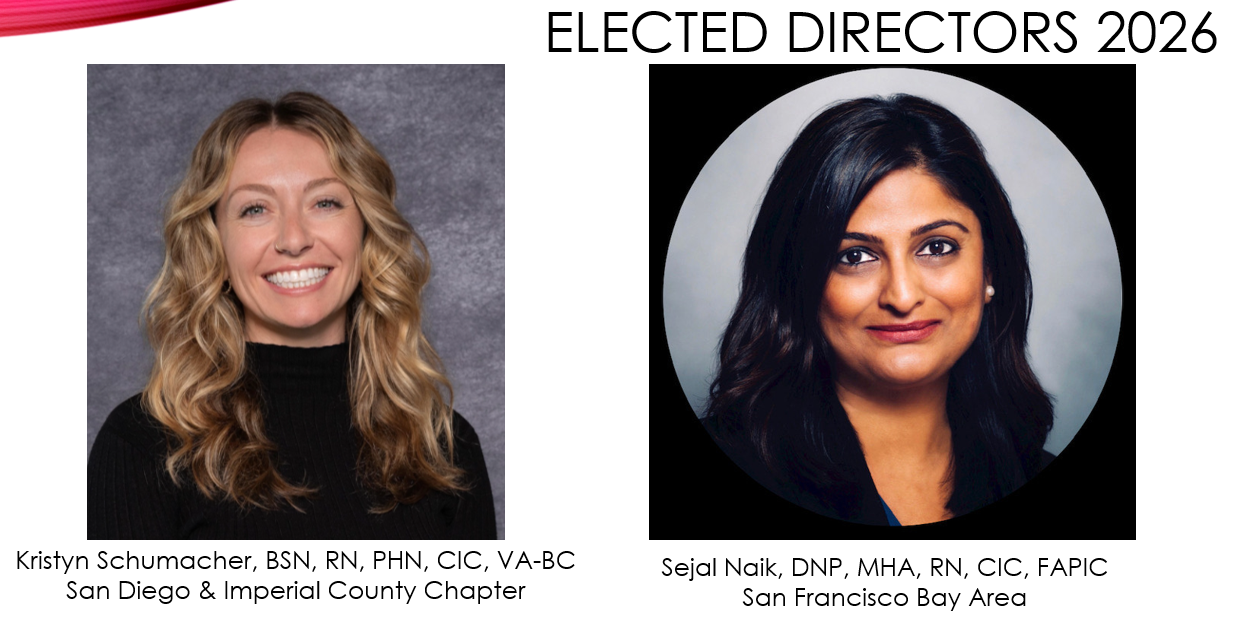 ELECTED DIRECTORS 2026
Kristyn Schumacher, BSN, RN, PHN, CIC, VA-BC
San Diego & Imperial County Chapter
Sejal Naik, DNP, MHA, RN, CIC, FAPIC
San Francisco Bay Area